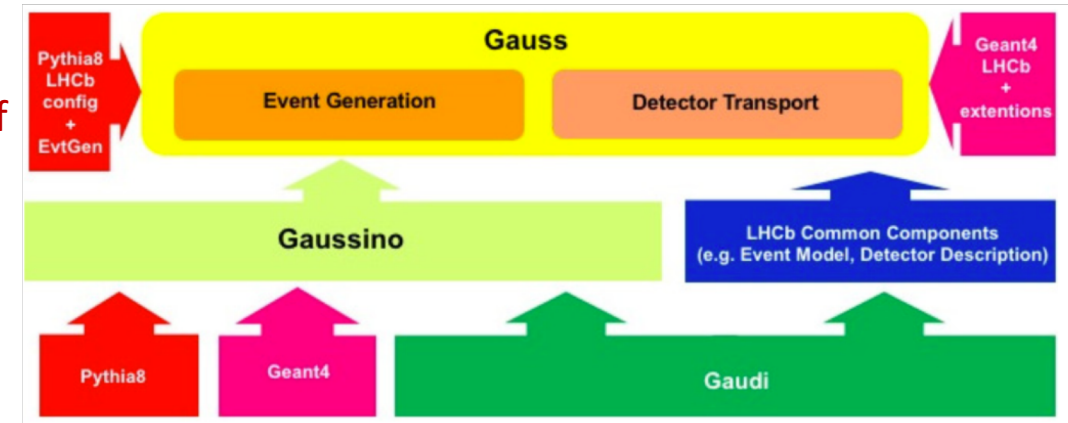 Gauss
Pythia8
LHCb
config
+
EvtGen
Event Generation
Detector Transport
Geant4
LHCb
+
extentions
f
Gaussino
LHCb Common Components
(e.g. Event Model, Detector Description)
Pythia8
Geant4
Gaudi